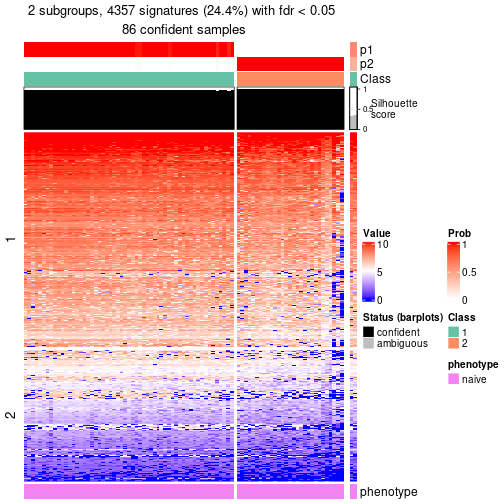 2 subgroups, 4357 signatures (24.4%) with fdr < 0.05
86 confident samples
p1
p2
Class
1
0.5
0
Silhouette
score
1
2
Value
10
5
0
Prob
1
0.5
0
Status (barplots)
confident
ambiguous
Class
1
2
phenotype
naive
phenotype